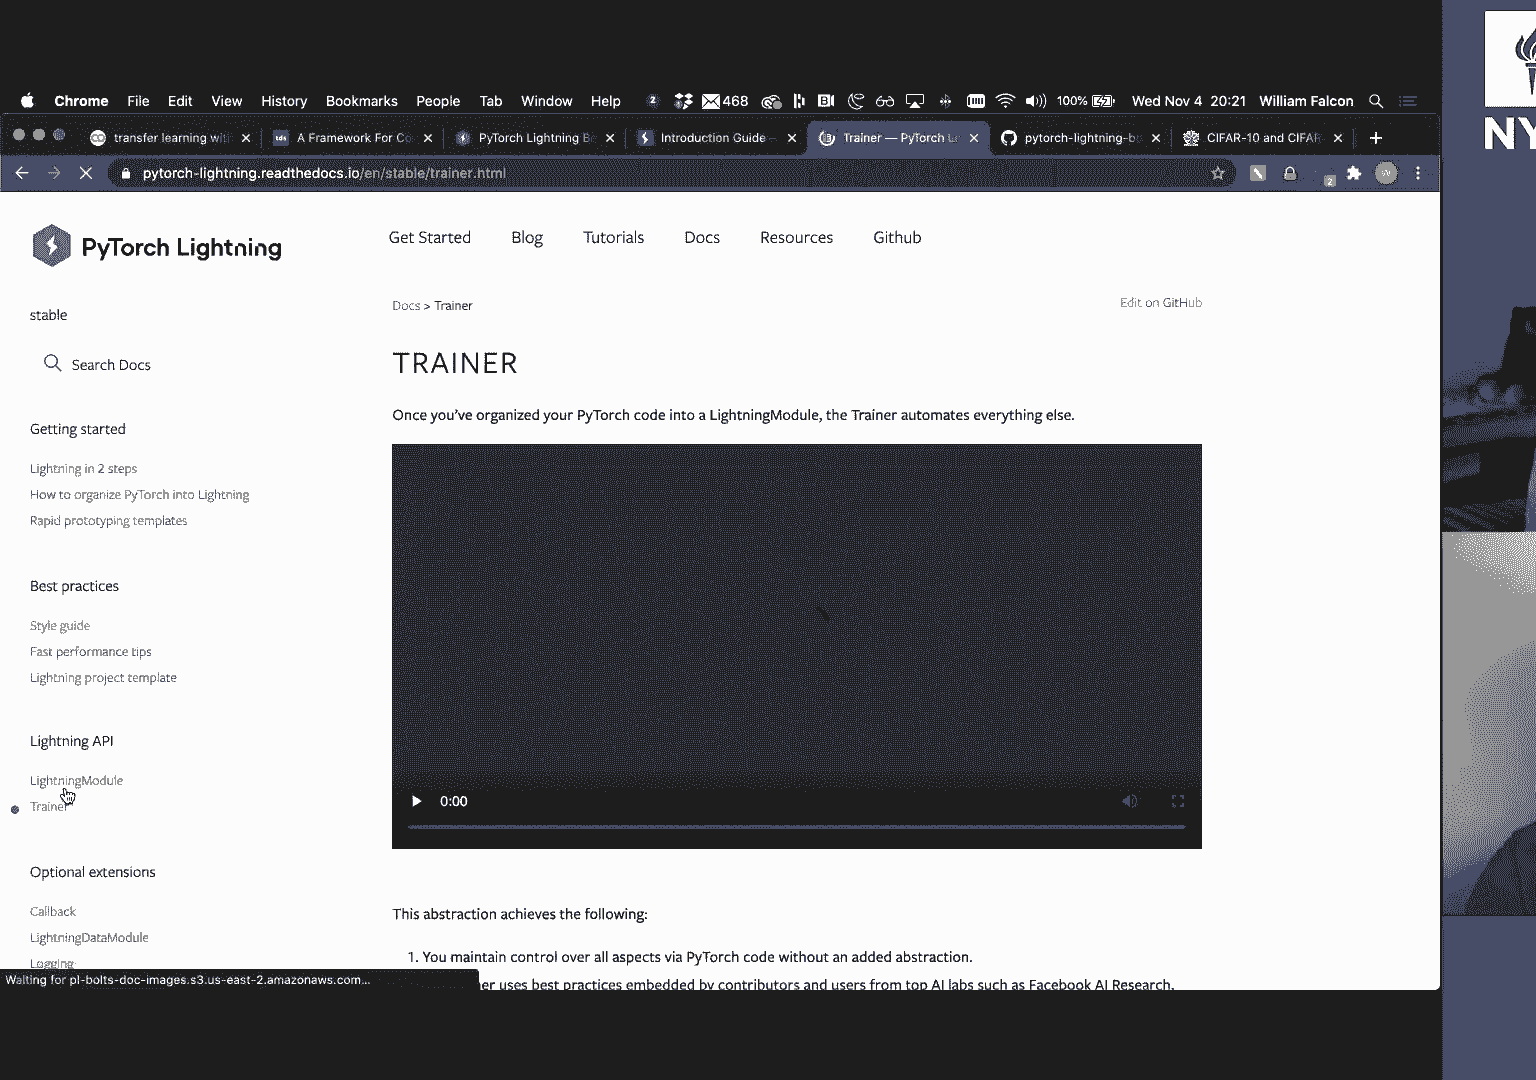 Chrome File Edit View History Bookmarks People Tab Window Help 2 468 100% Wed Nov 4 20:21 William Falcon
transfer learning with A Framework For Co PyTorch Lightning B Introduction Guide — Trainer — PyTorch Li pytorch-lightning-b CIFAR-10 and CIFAR
pytorch-lightning.readthedocs.io/en/stable/trainer.html 2
NY
PyTorch Lightning
Get Started Blog Tutorials Docs Resources Github
Docs > Trainer
Edit on GitHub
stable
Search Docs
TRAINER
Once you've organized your PyTorch code into a LightningModule, the Trainer automates everything else.
Getting started
Lightning in 2 steps
How to organize PyTorch into Lightning
Rapid prototyping templates
Best practices
Style guide
Fast performance tips
Lightning project template
Lightning API
LightningModule
Trainer
0:00
Optional extensions
Callback
LightningDataModule
Logging
This abstraction achieves the following:
1. You maintain control over all aspects via PyTorch code without an added abstraction.
er uses best practices embedded by contributors and users from top AI labs such as Facebook AI Research,
Waiting for pl-bolts-doc-images.s3.us-east-2.amazonaws.com...